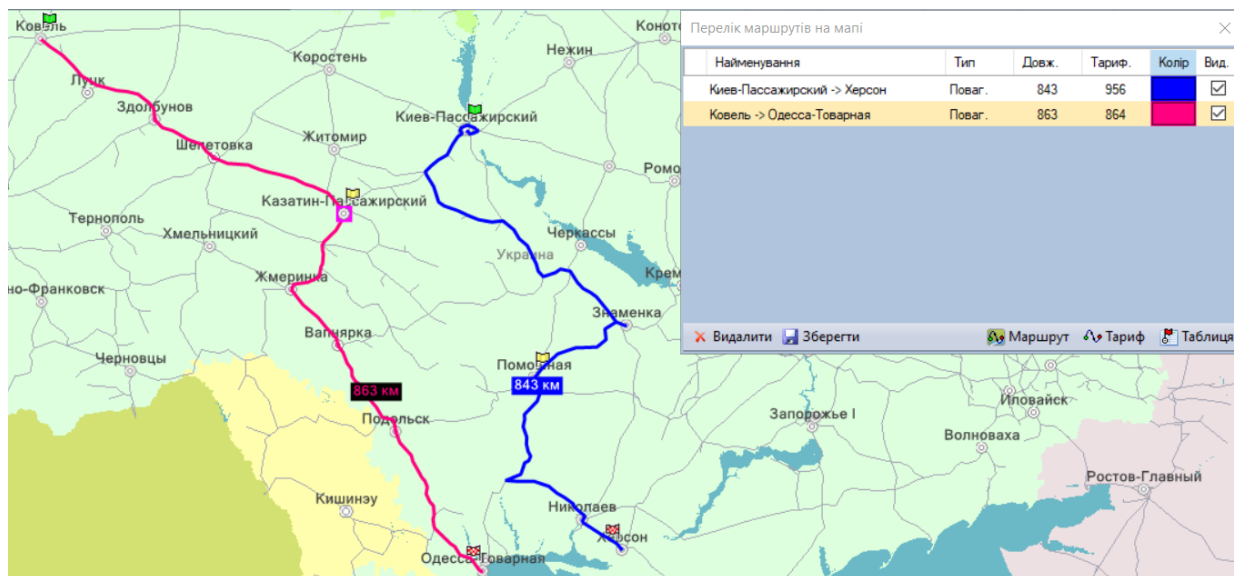 Ковель
Конот
Нежин
Коростень
Луцк
Здолбунов
Киев-Пассажирский
Житомир
Шепетовка
Ромо
Казатин-Пассажирский
Тернополь
Хмельницкий
Черкассы
Украина
Крем
Жмеринка
но-Франковск
Знаменка
Вапнярка
Черновцы
Помошная
863 км
843 км
Подольск
Запорожье I
Иловайск
Волноваха
Ростов-Главный
Кишинэу
Николаев
Херсон
Одесса-Товарная
Перелік маршрутів на мапі
Найменування Тип Довж. Тариф. Колір Вид.
Киев-Пассажирский -> Херсон Поваг. 843 956
Ковель -> Одесса-Товарная Поваг. 863 864
Видалити Зберегти Маршрут Тариф Таблиця